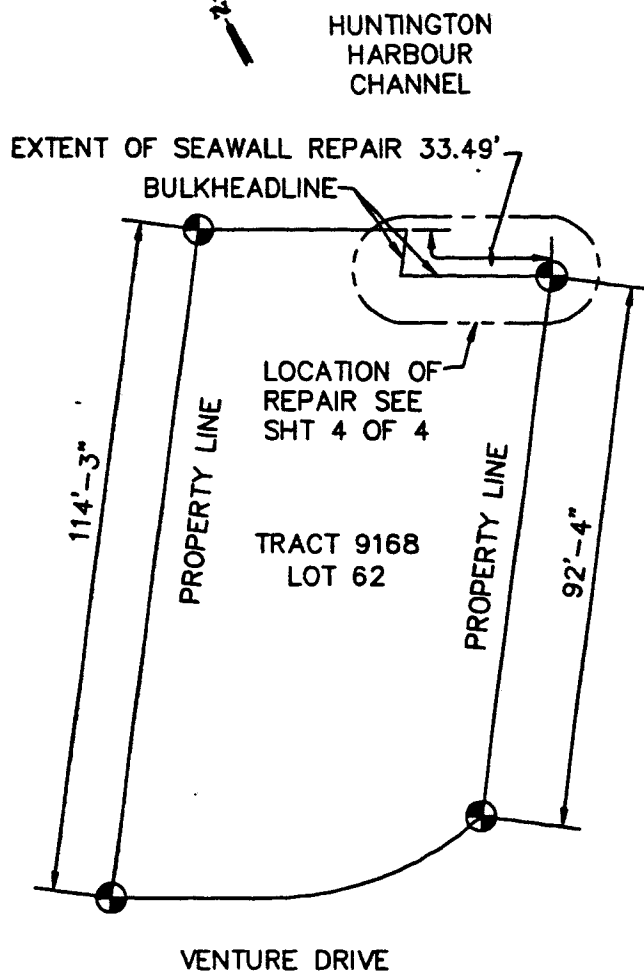 HUNTINGTON
HARBOUR
CHANNEL
EXTENT OF SEAWALL REPAIR 33.49'
BULKHEADLINE
LOCATION OF
REPAIR SEE
SHT 4 OF 4
114'-3"
PROPERTY LINE
TRACT 9168
LOT 62
PROPERTY LINE
92'-4"
VENTURE DRIVE